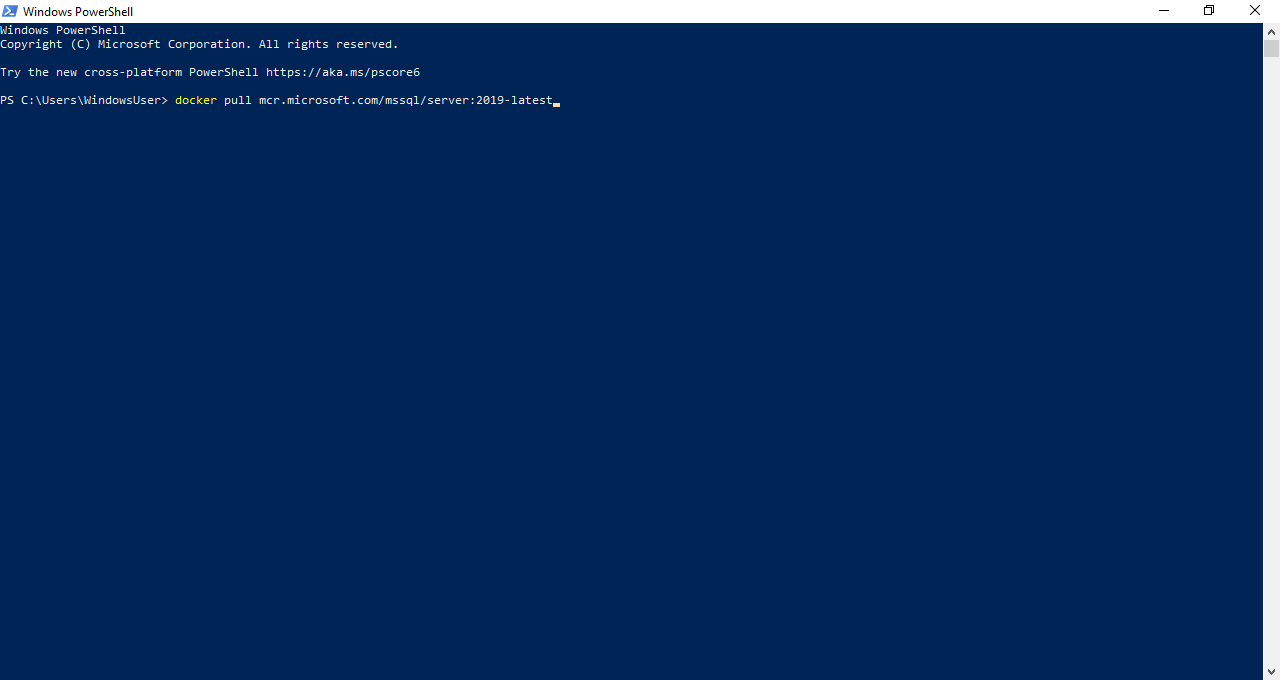 Windows PowerShell
Windows PowerShell
Copyright (C) Microsoft Corporation. All rights reserved.
Try the new cross-platform PowerShell https://aka.ms/pscore6
PS C:\Users\WindowsUser> docker pull mcr.microsoft.com/mssql/server:2019-latest